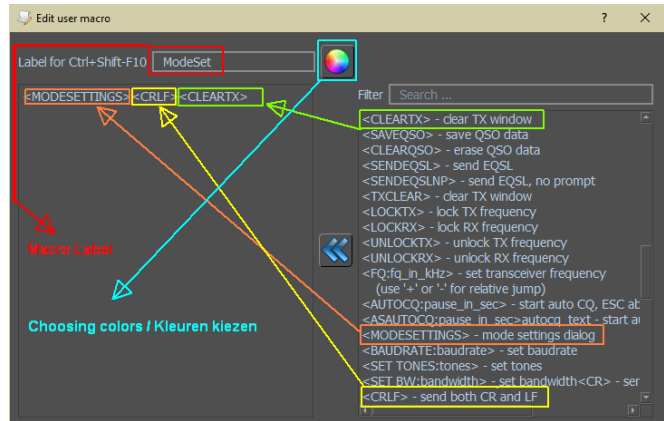 Edit user macro
Label for Ctrl+Shift-F10 ModeSet
<MODESETTINGS><CRLF><CLEARTX>
Filter Search ...
<CLEARTX> - clear TX window
<SAVEQSO> - save QSO data
<CLEARQSO> - erase QSO data
<SENDEQSL> - send EQSL
<SENDEQSLNP> - send EQSL, no prompt
<TXCLEAR> - clear TX window
<LOCKTX> - lock TX frequency
<LOCKRX> - lock RX frequency
<UNLOCKTX> - unlock TX frequency
<UNLOCKRX> - unlock RX frequency
<FQ:fq_in_kHz> - set transceiver frequency
(use '+' or '-' for relative jump)
<AUTOCQ:pause_in_sec> - start auto CQ, ESC ab
<ASAUTOCQ:pause_in_sec>autocq_text - start au
<MODESETTINGS> - mode settings dialog
<BAUDRATE:baudrate> - set baudrate
<SET TONES:tones> - set tones
<SET BW:bandwidth> - set bandwidth<CR> - ser
<CRLF> - send both CR and LF
Macro Label
Choosing colors / Kleuren kiezen